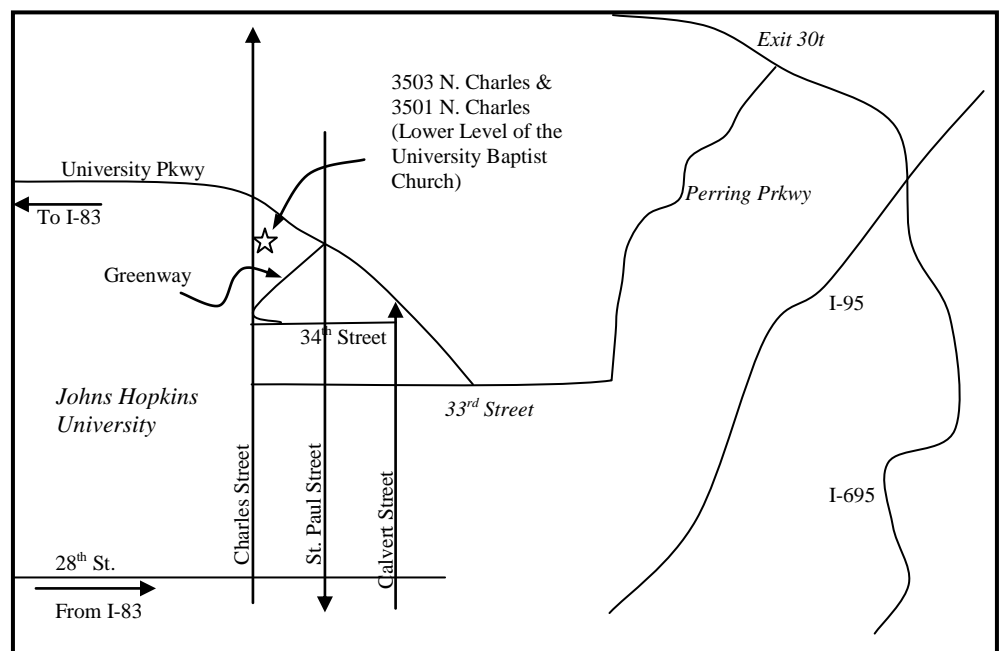 Exit 30t
3503 N. Charles &
3501 N. Charles
(Lower Level of the
University Baptist
Church)
University Pkwy
Perring Prkwy
To I-83
Greenway
I-95
34th Street
Johns Hopkins
University
33rd Street
Charles Street
St. Paul Street
Calvert Street
I-695
28th St.
From I-83